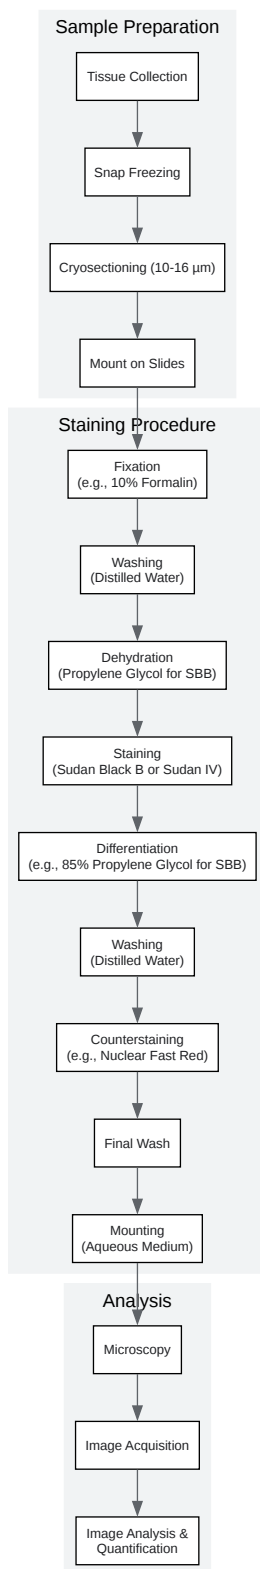 Sample Preparation
Tissue Collection
Snap Freezing
Cryosectioning (10-16 µm)
Mount on Slides
Staining Procedure
Fixation
(e.g., 10% Formalin)
Washing
(Distilled Water)
Dehydration
(Propylene Glycol for SBB)
Staining
(Sudan Black B or Sudan IV)
Differentiation
(e.g., 85% Propylene Glycol for SBB)
Washing
(Distilled Water)
Counterstaining
(e.g., Nuclear Fast Red)
Final Wash
Mounting
(Aqueous Medium)
Analysis
Microscopy
Image Acquisition
Image Analysis &
Quantification